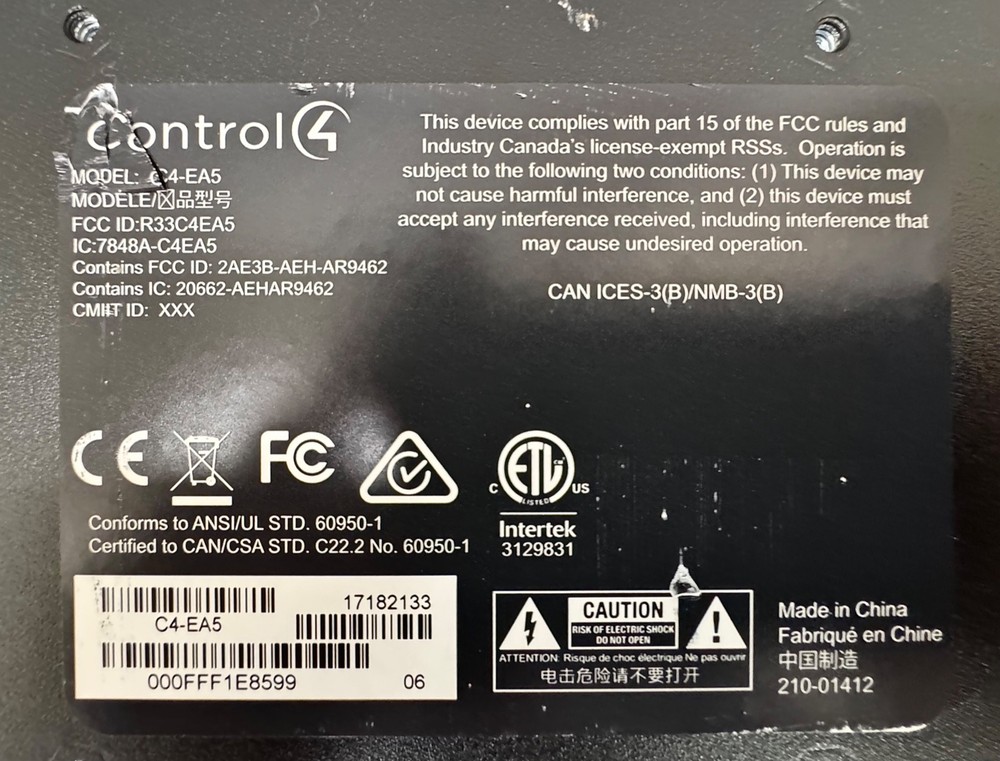 Control4
MODEL: C4-EA5
MODELE/品型号
FCC ID:R33C4EA5
IC:7848A-C4EA5
Contains FCC ID: 2AE3B-AEH-AR9462
Contains IC: 20662-AEHAR9462
CMIIT ID: XXX
This device complies with part 15 of the FCC rules and
Industry Canada's license-exempt RSSs. Operation is
subject to the following two conditions: (1) This device may
not cause harmful interference, and (2) this device must
accept any interference received, including interference that
may cause undesired operation.
CAN ICES-3(B)/NMB-3(B)
CE
FC
C ETL CM LISTED US
Intertek
3129831
Conforms to ANSI/UL STD. 60950-1
Certified to CAN/CSA STD. C22.2 No. 60950-1
17182133
C4-EA5
000FFF1E8599 06
CAUTION
RISK OF ELECTRIC SHOCK
DO NOT OPEN
ATTENTION: Risque de choc électrique Ne pas ouvrir
电击危险请不要打开
Made in China
Fabriqué en Chine
中国制造
210-01412